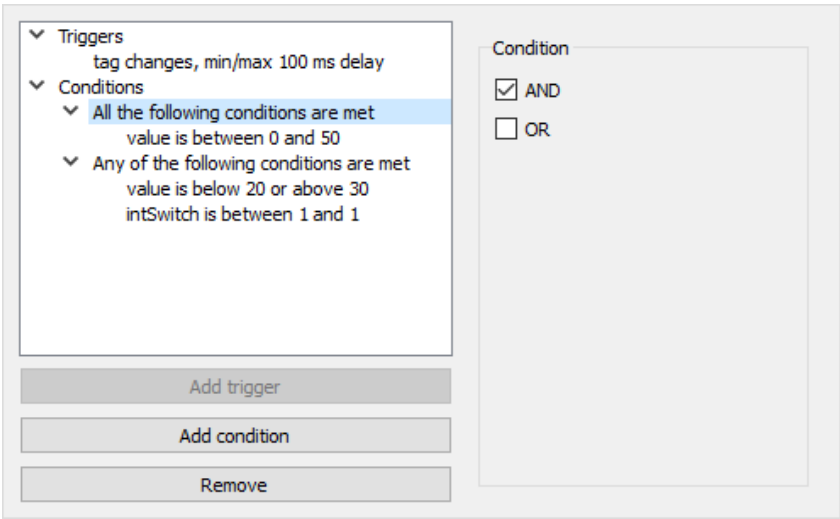 Triggers
tag changes, min/max 100 ms delay
Conditions
All the following conditions are met
value is between 0 and 50
Any of the following conditions are met
value is below 20 or above 30
intSwitch is between 1 and 1
Add trigger
Add condition
Remove
Condition
AND
OR